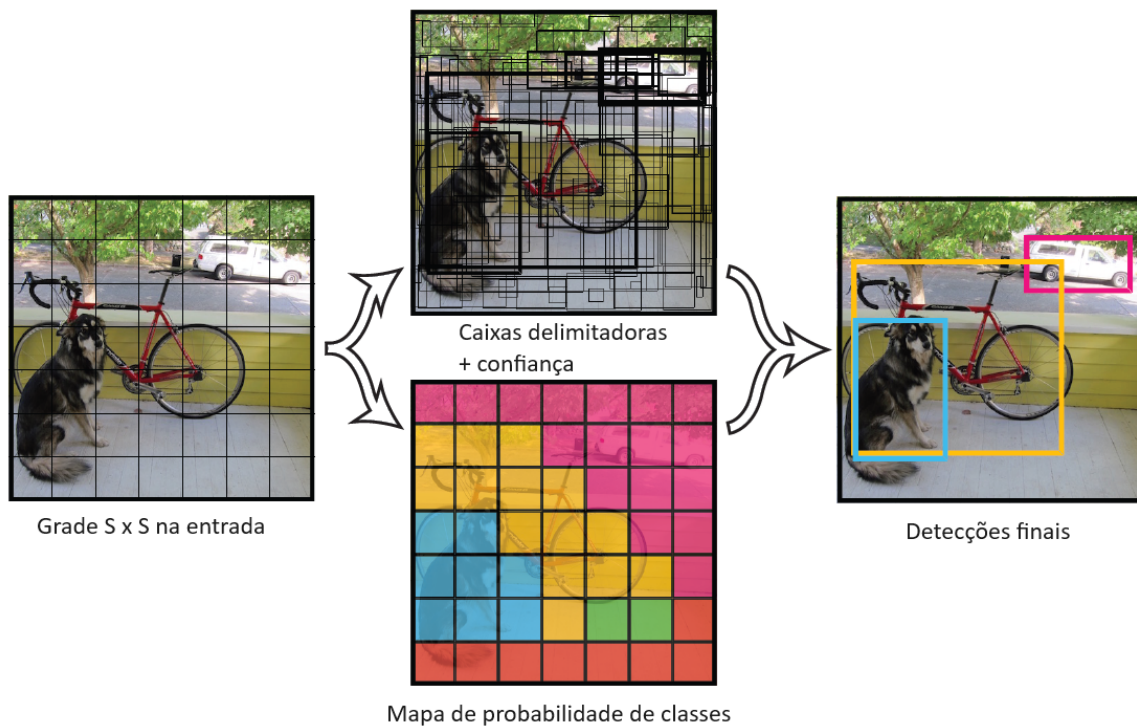 Grade S x S na entrada
Caixas delimitadoras
+ confiança
Mapa de probabilidade de classes
Detecções finais